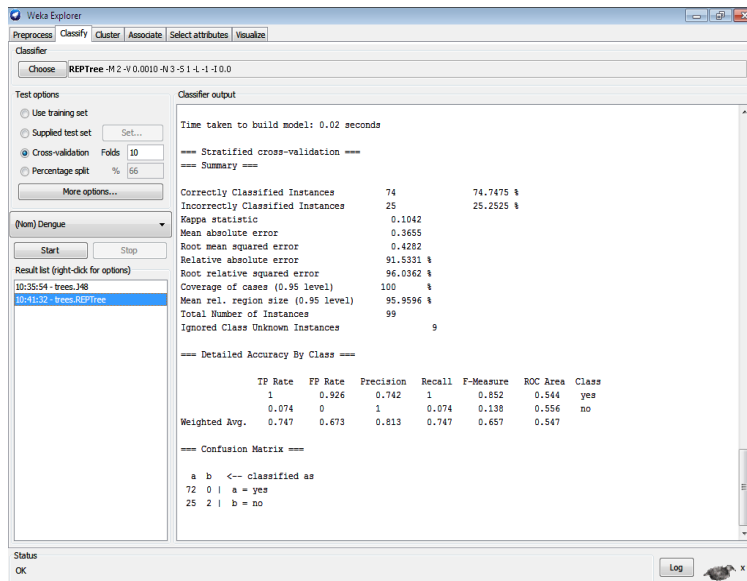 Weka Explorer
Preprocess Classify Cluster Associate Select attributes Visualize
Classifier
Choose REPTree -M 2 -V 0.0010 -N 3 -S 1 -L -1 -I 0.0
Test options
Use training set
Supplied test set Set...
Cross-validation Folds 10
Percentage split % 66
More options...
(Nom) Dengue
Start Stop
Result list (right-click for options)
10:35:54 - trees.J48
10:41:32 - trees.REPTree
Classifier output
Time taken to build model: 0.02 seconds
=== Stratified cross-validation ===
=== Summary ===
Correctly Classified Instances 74 74.7475 %
Incorrectly Classified Instances 25 25.2525 %
Kappa statistic 0.1042
Mean absolute error 0.3655
Root mean squared error 0.4282
Relative absolute error 91.5331 %
Root relative squared error 96.0362 %
Coverage of cases (0.95 level) 100 %
Mean rel. region size (0.95 level) 95.9596 %
Total Number of Instances 99
Ignored Class Unknown Instances 9
=== Detailed Accuracy By Class ===
TP Rate FP Rate Precision Recall F-Measure ROC Area Class
1 0.926 0.742 1 0.852 0.544 yes
0.074 0 1 0.074 0.138 0.556 no
Weighted Avg. 0.747 0.673 0.813 0.747 0.657 0.547
=== Confusion Matrix ===
a b <-- classified as
72 0 | a = yes
25 2 | b = no
Status
OK
Log x